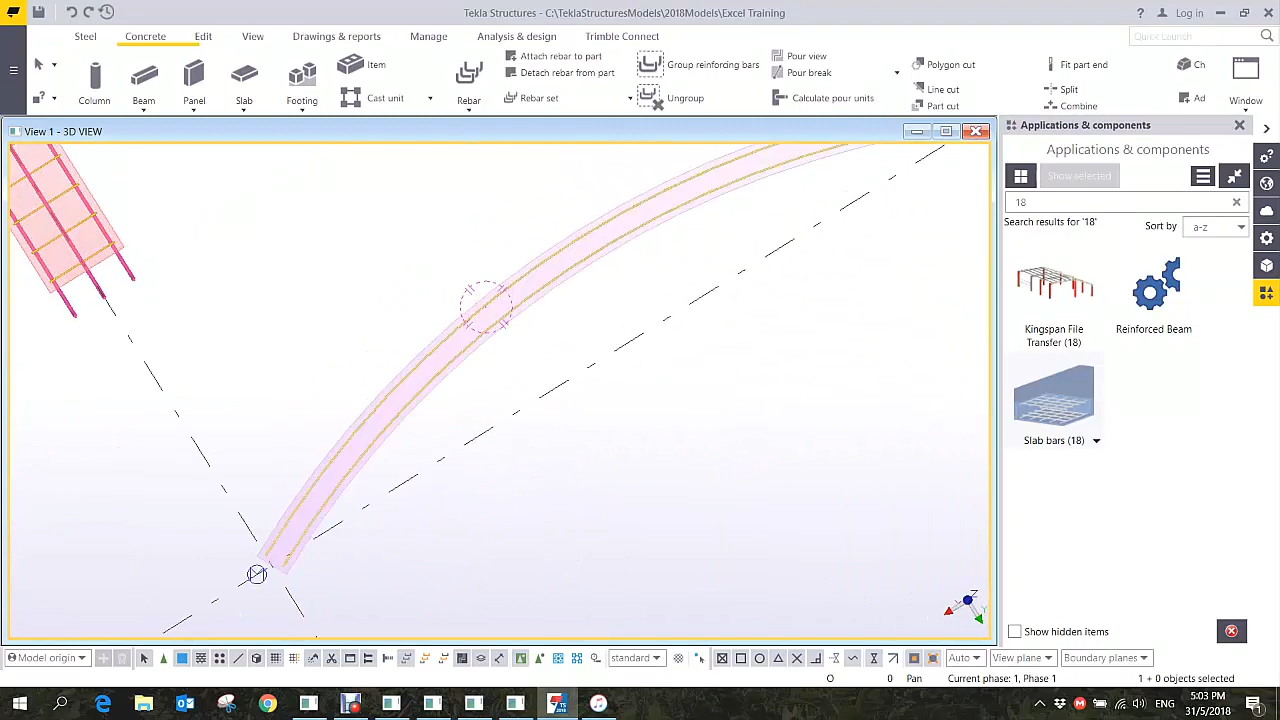 Tekla Structures - C:\TeklaStructuresModels\2018Models\Excel Training
? Log in
Steel Concrete Edit View Drawings & reports Manage Analysis & design Trimble Connect
Quick Launch
Column Beam Panel Slab Footing
Item
Cast unit
Rebar
Attach rebar to part
Detach rebar from part
Rebar set
Group reinforcing bars
Ungroup
Pour view
Pour break
Calculate pour units
Polygon cut
Line cut
Part cut
Fit part end
Split
Combine
Ch
Ad
Window
View 1 - 3D VIEW
Z
Y
Applications & components
Applications & components
Show selected
18
Search results for '18'
Sort by a-z
Kingspan File Transfer (18)
Reinforced Beam
Slab bars (18)
Show hidden items
Model origin
standard
Auto View plane Boundary planes
O 0 Pan Current phase: 1, Phase 1 1 + 0 objects selected
ENG
5:03 PM
31/5/2018